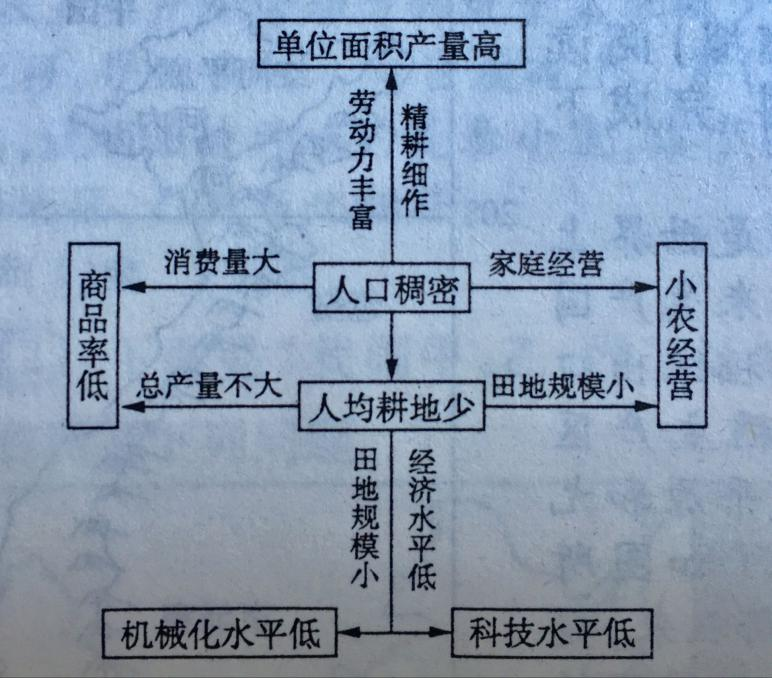 单位面积产量高
劳动力丰富
精耕细作
消费量大
家庭经营
商品率低
人口稠密
小农经营
总产量不大
人均耕地少
田地规模小
田地规模小
经济水平低
机械化水平低
科技水平低